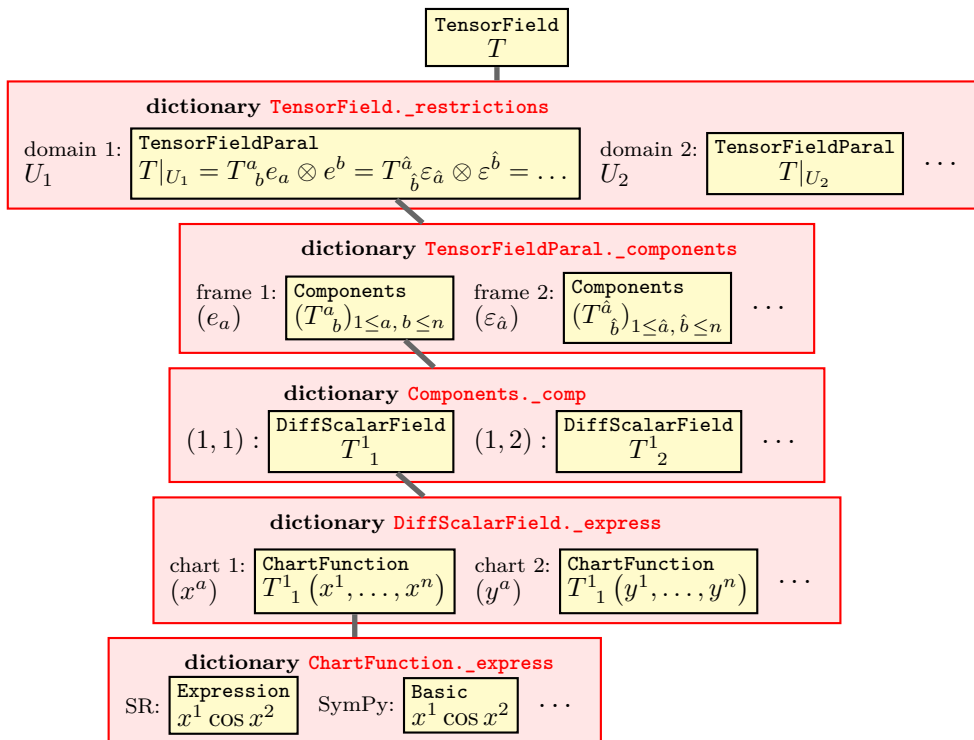 TensorField
T
dictionary TensorField._restrictions
domain 1: TensorFieldParal domain 2: TensorFieldParal
U₁ T|_{U₁} = T^a_b e_a ⊗ e^b = T^â_b̂ ε_â ⊗ ε^b̂ = … U₂ T|_{U₂} ⋯
dictionary TensorFieldParal._components
frame 1: Components frame 2: Components
(e_a) (T^a_b)_{1≤a, b ≤n} (ε_â) (T^â_b̂)_{1≤â, b̂ ≤n} ⋯
dictionary Components._comp
(1, 1) : DiffScalarField (1, 2) : DiffScalarField ⋯
T^1_1 T^1_2
dictionary DiffScalarField._express
chart 1: ChartFunction chart 2: ChartFunction
(x^a) T^1_1 (x^1, …, x^n) (y^a) T^1_1 (y^1, …, y^n) ⋯
dictionary ChartFunction._express
SR: Expression SymPy: Basic ⋯
x^1 cos x^2 x^1 cos x^2